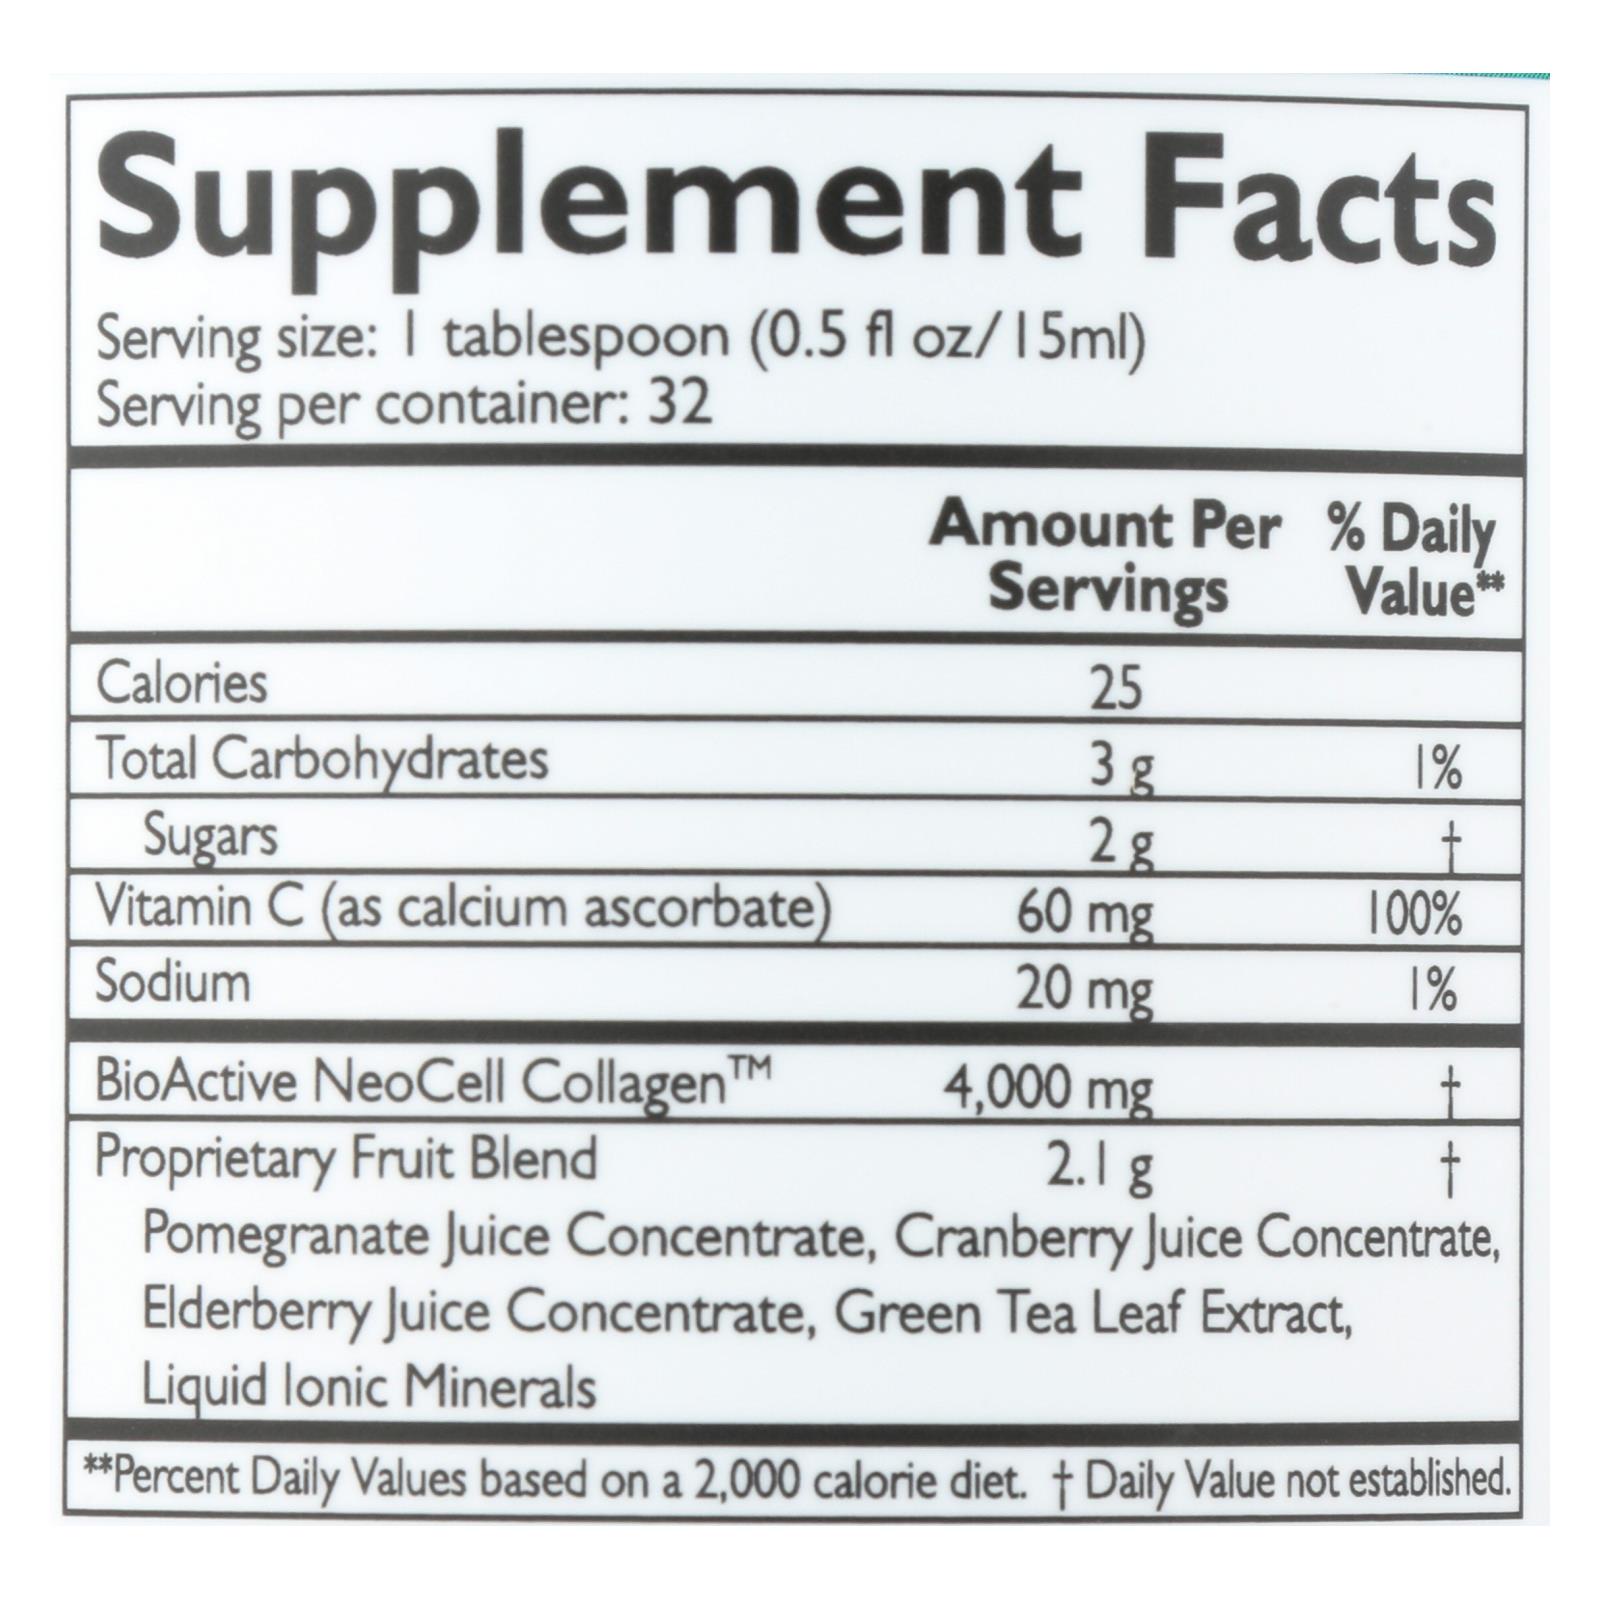 Supplement Facts
Serving size: 1 tablespoon (0.5 fl oz/15ml)
Serving per container: 32
Amount Per Servings % Daily Value**
Calories 25
Total Carbohydrates 3 g 1%
Sugars 2 g †
Vitamin C (as calcium ascorbate) 60 mg 100%
Sodium 20 mg 1%
BioActive NeoCell Collagen™ 4,000 mg †
Proprietary Fruit Blend 2.1 g †
Pomegranate Juice Concentrate, Cranberry Juice Concentrate,
Elderberry Juice Concentrate, Green Tea Leaf Extract,
Liquid Ionic Minerals
**Percent Daily Values based on a 2,000 calorie diet. † Daily Value not established.